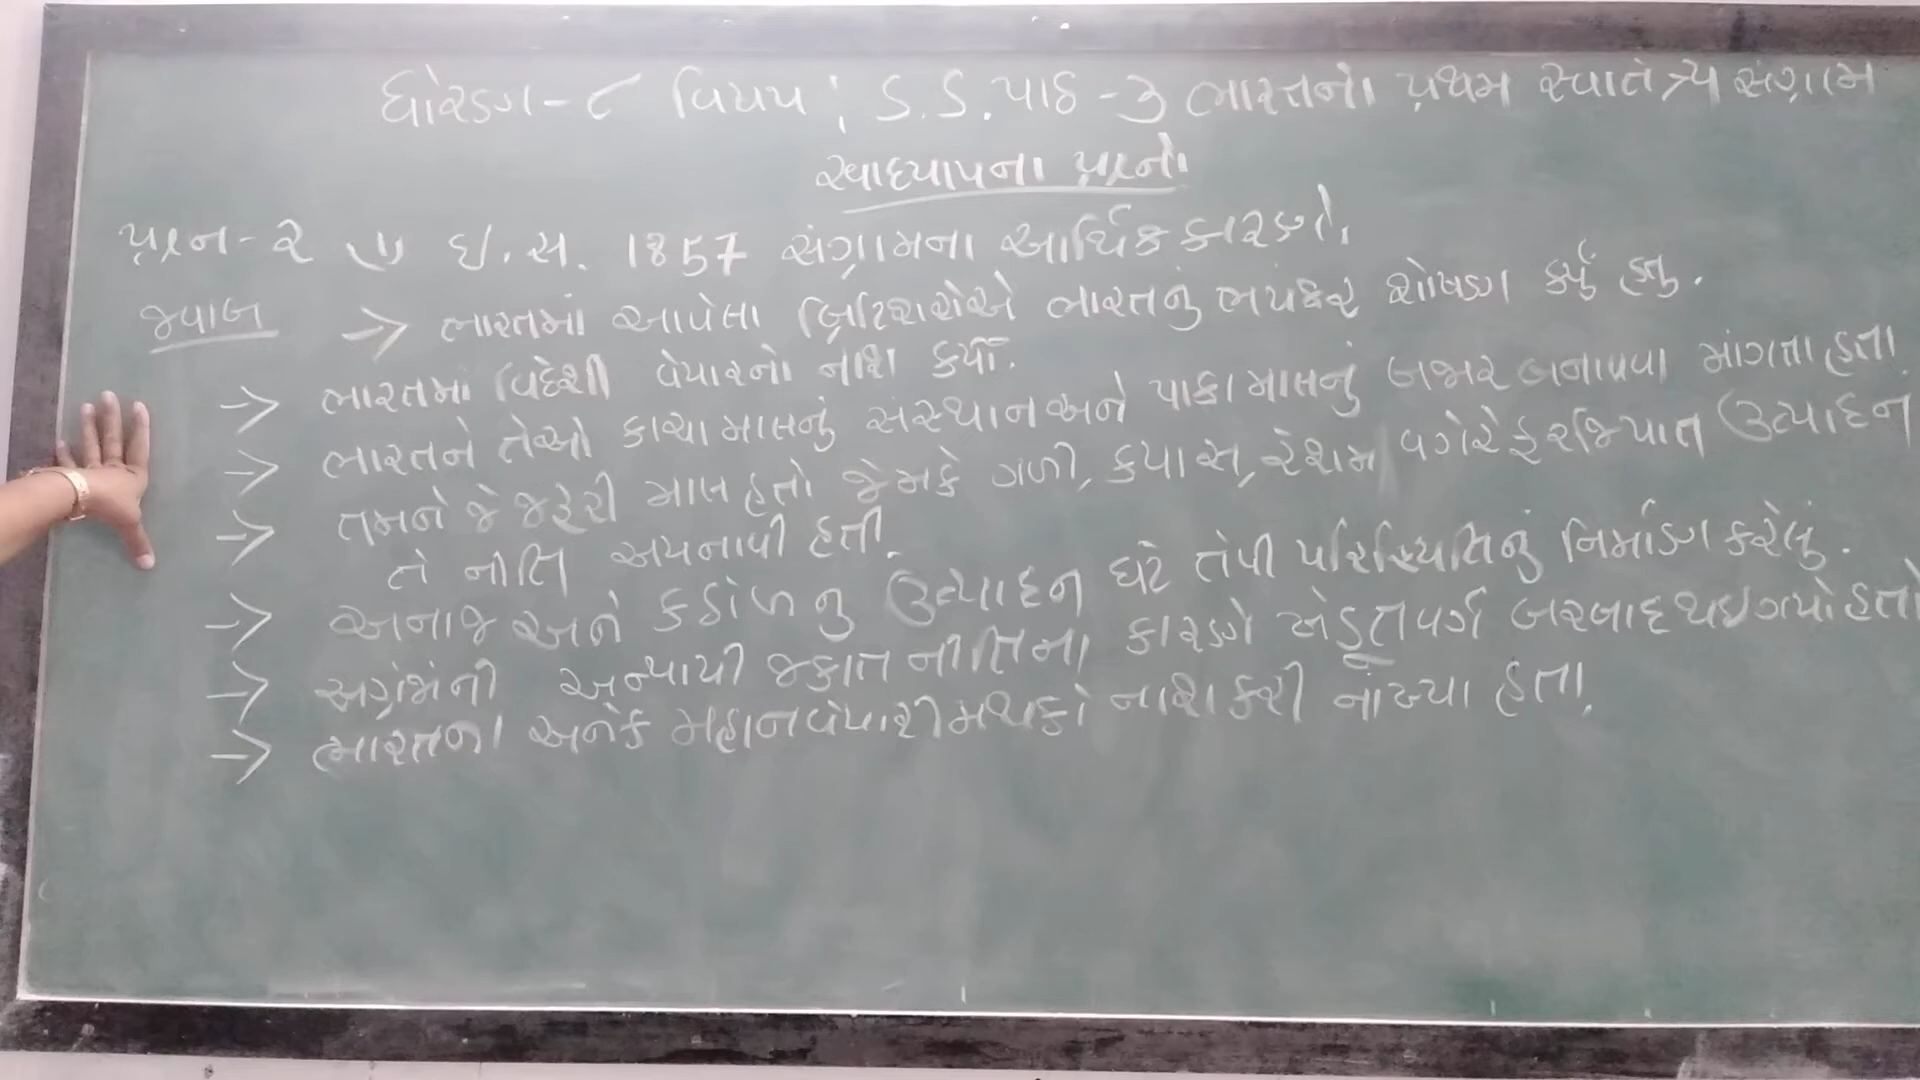 ધોરણ-૮ વિષય : S.S. પાઠ-૩ ભારતનો પ્રથમ સ્વાતંત્ર્ય સંગ્રામ
સ્વાધ્યાયના પ્રશ્નો
પ્રશ્ન-૨ (૧) ઇ.સ. 1857 સંગ્રામના આર્થિક કારણો.
જવાબ → ભારતમાં આવેલા બ્રિટિશરોએ ભારતનું ભયંકર શોષણ કર્યું હતુ.
→ ભારતમાં વિદેશી વેપારનો નાશ કર્યો.
→ ભારતને તેઓ કાચા માલનું સંસ્થાન અને પાકા માલનું બજાર બનાવવા માંગતા હતા.
→ તમને જે જરૂરી માલ હતો જેમકે ગળી, કપાસ, રેશમ વગેરે ફરજિયાત ઉત્પાદન
તે નીતિ અપનાવી હતી.
→ અનાજ અને કઠોળનુ ઉત્પાદન ઘટે તેવી પરિસ્થિતિનું નિર્માણ કરેલું.
→ અગ્રંજોની અન્યાયી જકાત નીતિના કારણે ખેડૂતવર્ગ બરબાદ થઇ ગયો હતો
→ ભારતના અનેક મહાન વેપારી મથકો નાશ કરી નાંખ્યા હતા.